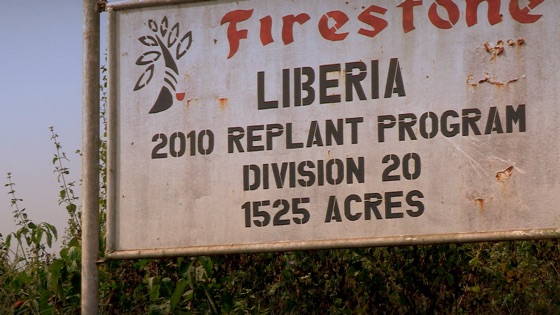 Firestone
LIBERIA
2010 REPLANT PROGRAM
DIVISION 20
1525 ACRES